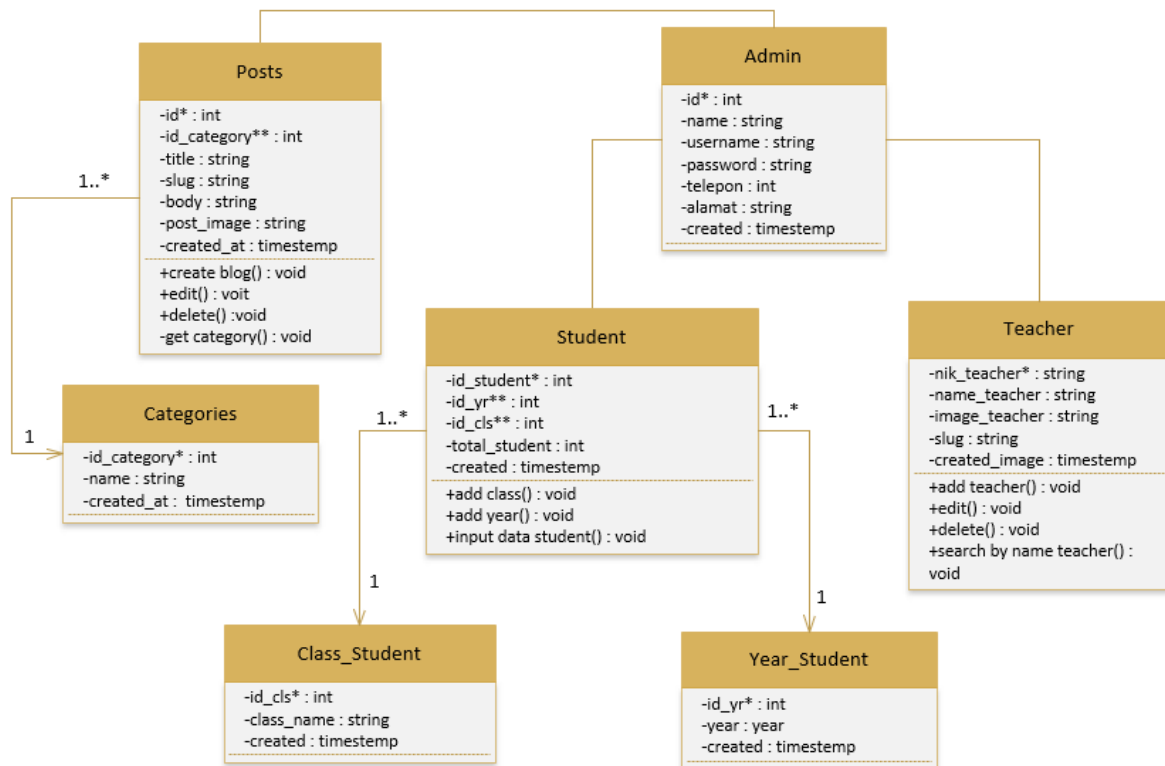 Posts
-id* : int
-id_category** : int
-title : string
-slug : string
-body : string
-post_image : string
-created_at : timestemp
+create blog() : void
+edit() : voit
+delete() :void
-get category() : void
Admin
-id* : int
-name : string
-username : string
-password : string
-telepon : int
-alamat : string
-created : timestemp
1..*
1
Categories
-id_category* : int
-name : string
-created_at :  timestemp
Student
-id_student* : int
-id_yr** : int
-id_cls** : int
-total_student : int
-created : timestemp
+add class() : void
+add year() : void
+input data student() : void
1..*
1..*
1
1
Teacher
-nik_teacher* : string
-name_teacher : string
-image_teacher : string
-slug : string
-created_image : timestemp
+add teacher() : void
+edit() : void
+delete() : void
+search by name teacher() :
void
Class_Student
-id_cls* : int
-class_name : string
-created : timestemp
Year_Student
-id_yr* : int
-year : year
-created : timestemp